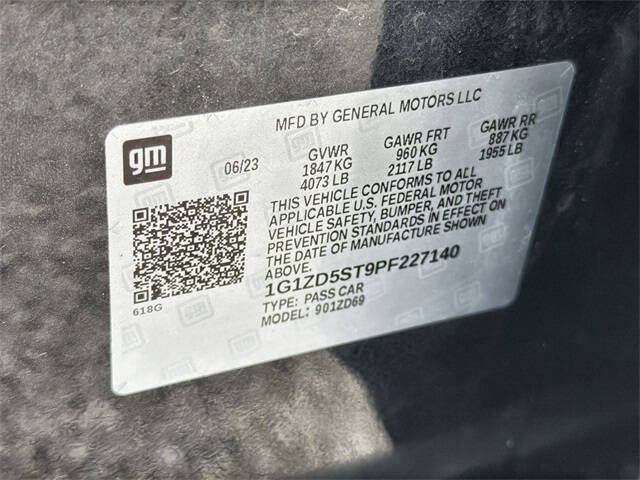 MFD BY GENERAL MOTORS LLC
gm
06/23
GVWR GAWR FRT GAWR RR
1847 KG 960 KG 887 KG
4073 LB 2117 LB 1955 LB
THIS VEHICLE CONFORMS TO ALL
APPLICABLE U.S. FEDERAL MOTOR
VEHICLE SAFETY, BUMPER, AND THEFT
PREVENTION STANDARDS IN EFFECT ON
THE DATE OF MANUFACTURE SHOWN
ABOVE.
1G1ZD5ST9PF227140
TYPE: PASS CAR
MODEL: 901ZD69
618G